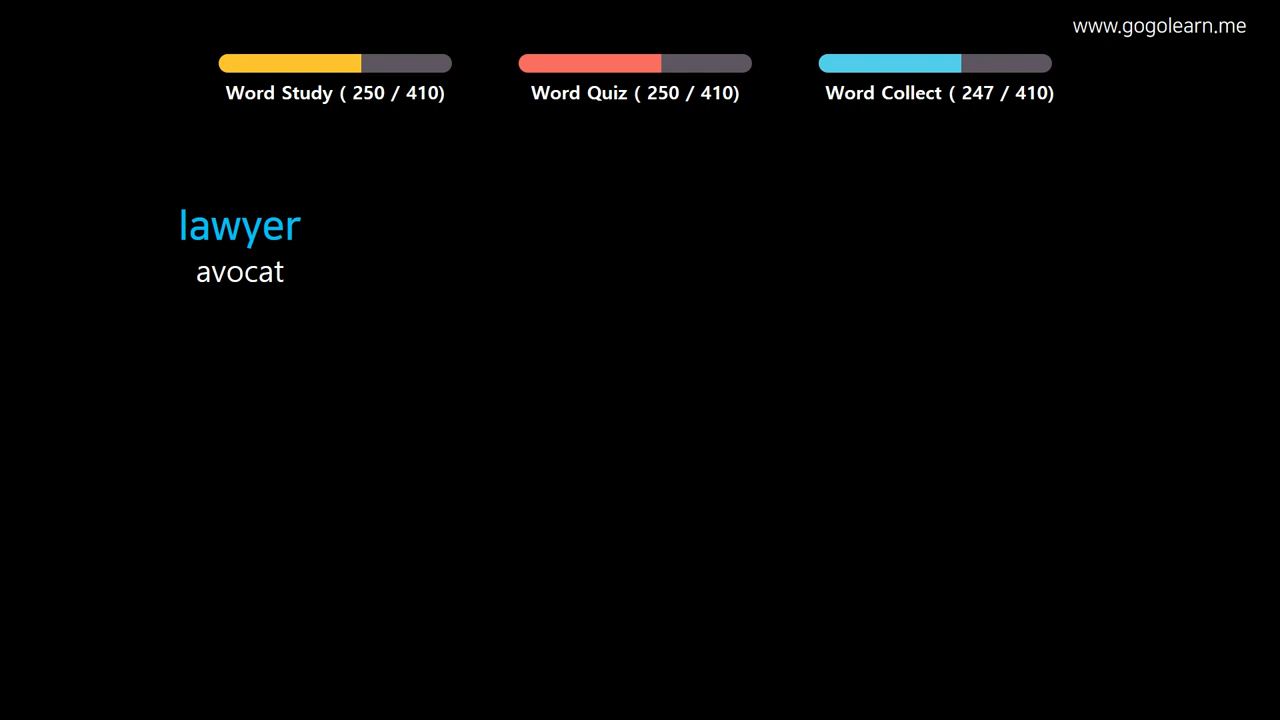 www.gogolearn.me
Word Study ( 250 / 410)
Word Quiz ( 250 / 410)
Word Collect ( 247 / 410)
lawyer
avocat